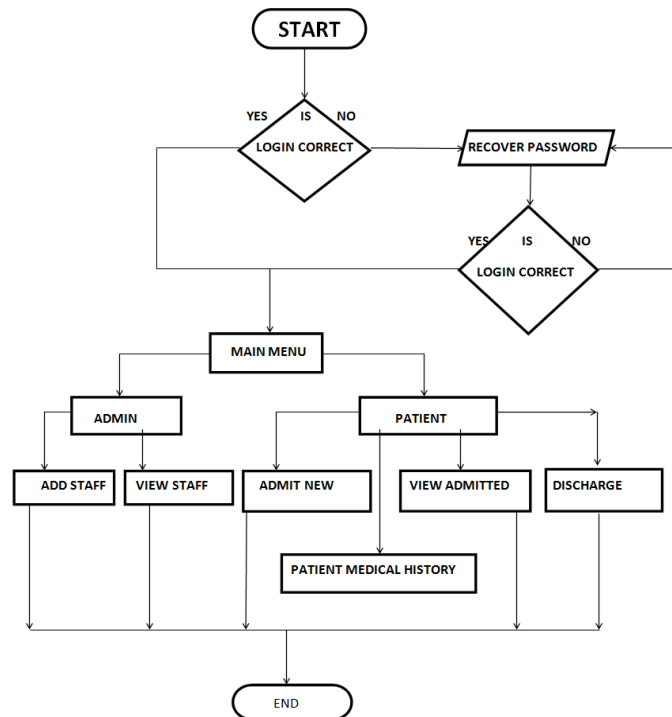 START
YES IS NO
LOGIN CORRECT
RECOVER PASSWORD
YES IS NO
LOGIN CORRECT
MAIN MENU
ADMIN
PATIENT
ADD STAFF
VIEW STAFF
ADMIT NEW
VIEW ADMITTED
DISCHARGE
PATIENT MEDICAL HISTORY
END